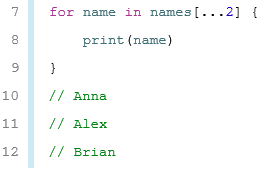 7 for name in names[...2] {
8     print(name)
9 }
10 // Anna
11 // Alex
12 // Brian